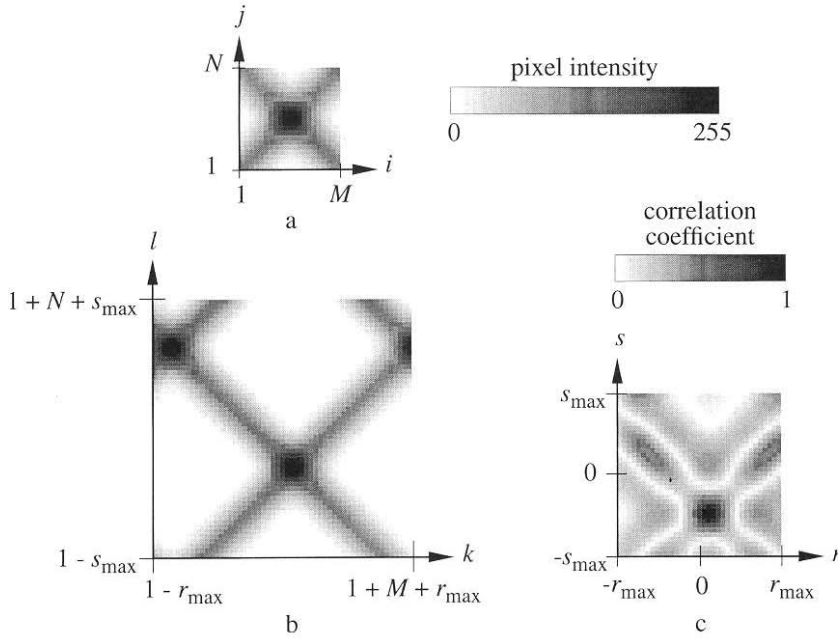 j
N
1
1
M
i
a
pixel intensity
0
255
correlation
coefficient
0
1
l
1 + N + s_max
1 - s_max
1 - r_max
1 + M + r_max
k
b
s
s_max
0
-s_max
-r_max
0
r_max
r
c